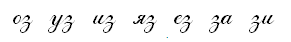 оз уз из яз ез за зи